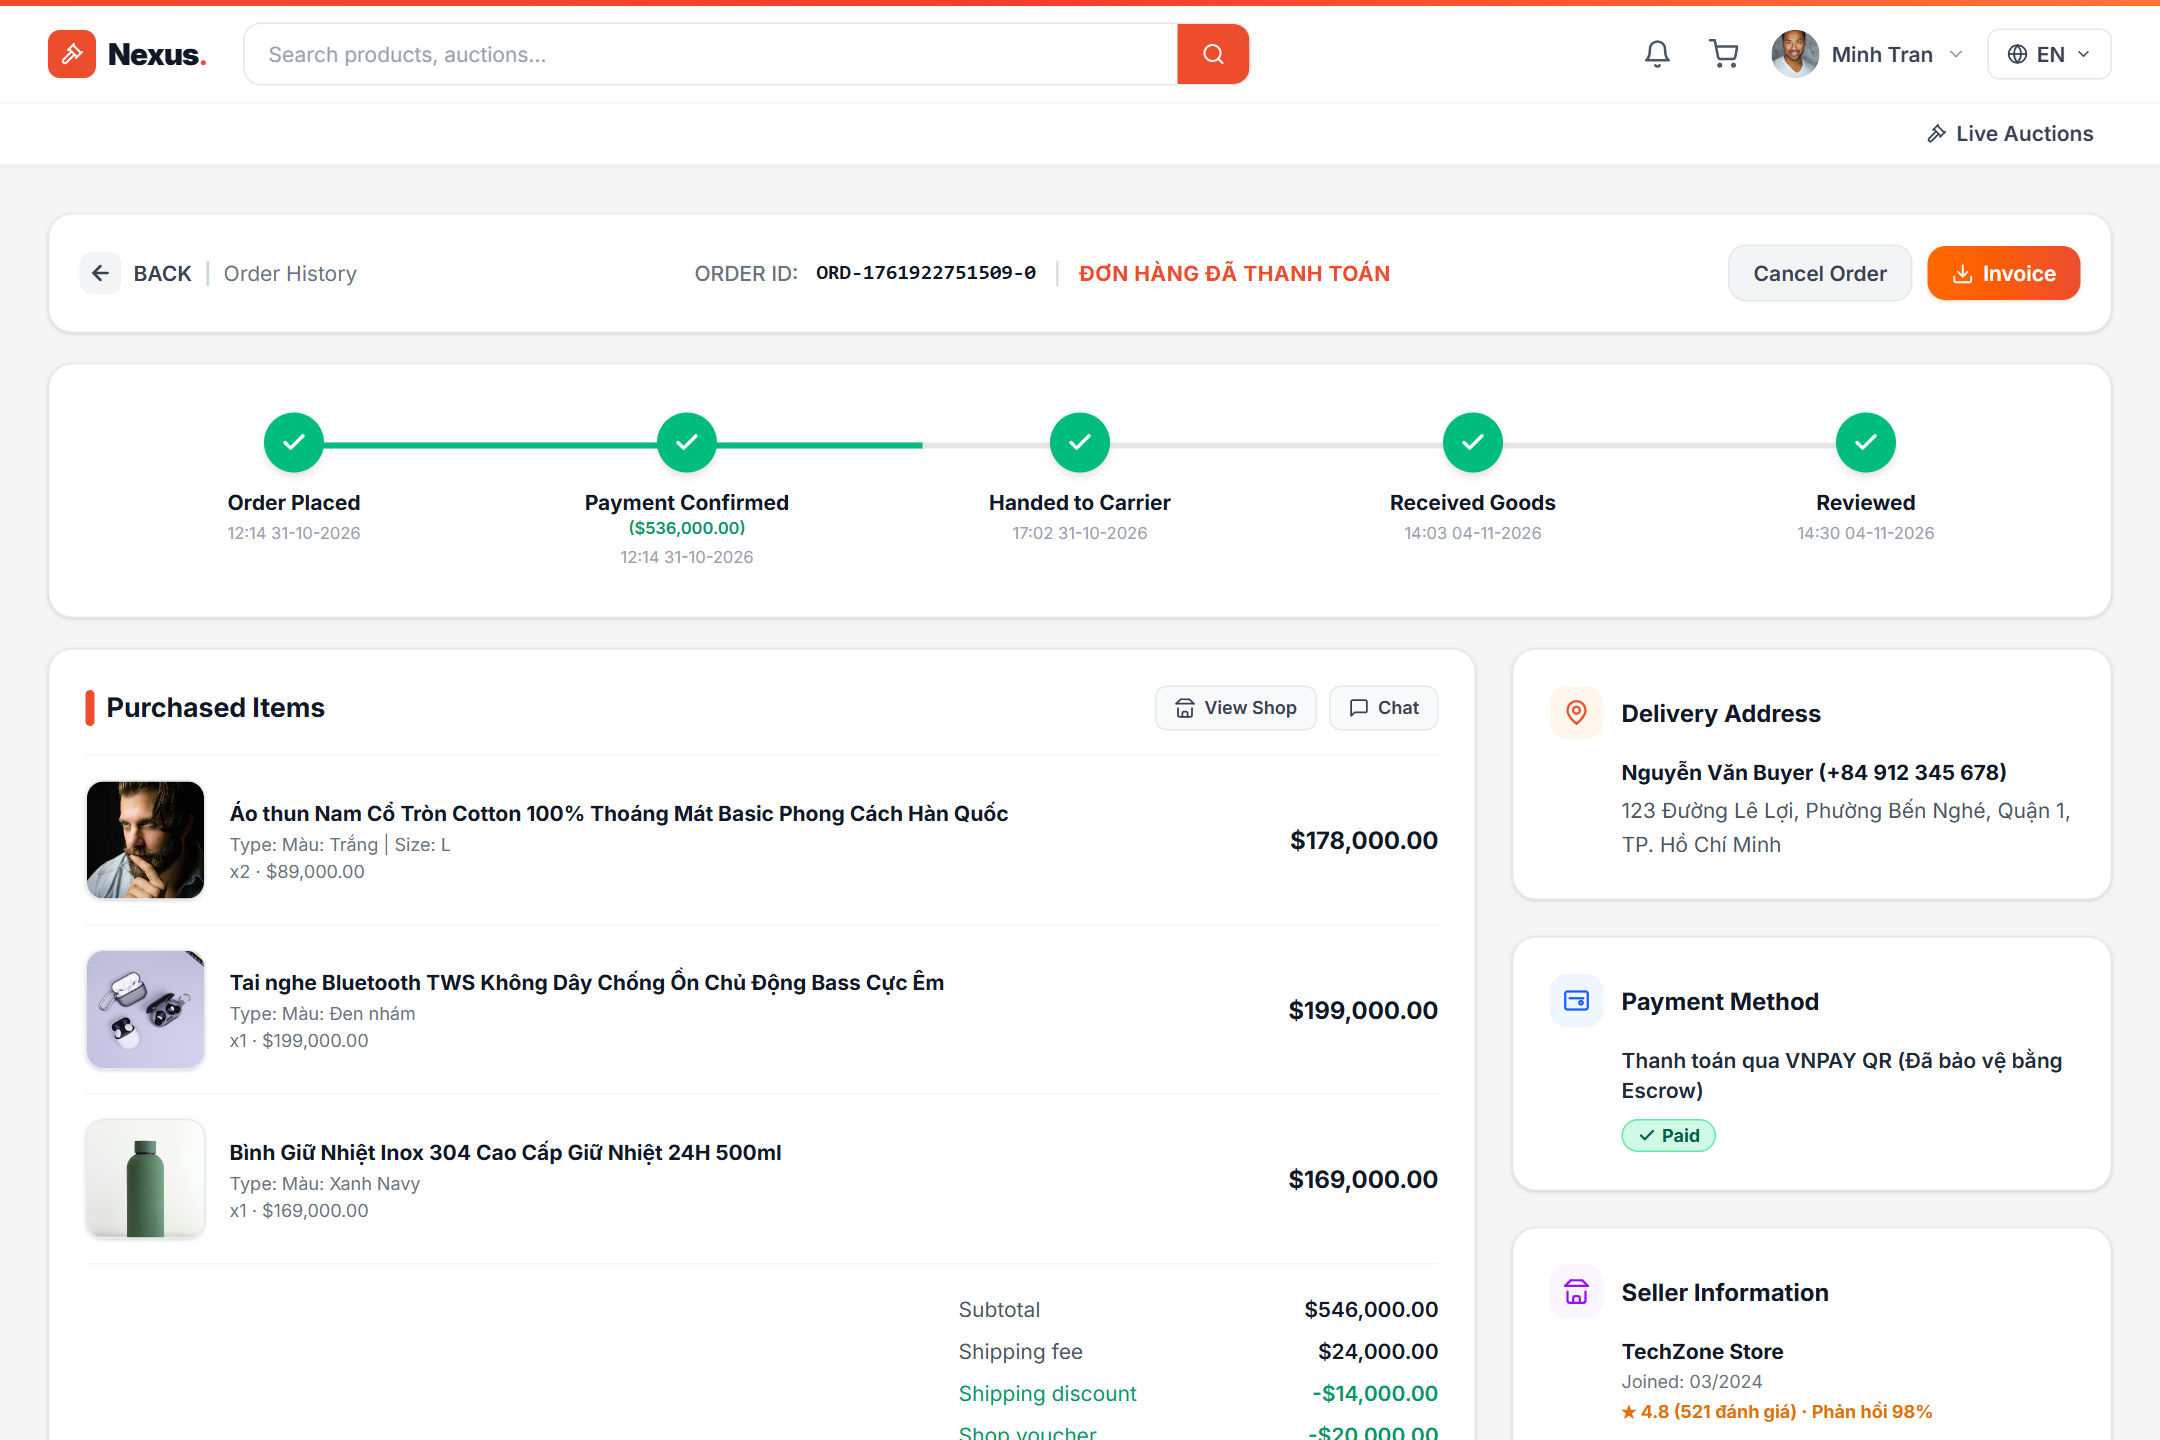 Nexus.
Search products, auctions...
Minh Tran
EN
Live Auctions
BACK
Order History
ORDER ID: ORD-1761922751509-0
ĐƠN HÀNG ĐÃ THANH TOÁN
Cancel Order
Invoice
Order Placed
12:14 31-10-2026
Payment Confirmed
($536,000.00)
12:14 31-10-2026
Handed to Carrier
17:02 31-10-2026
Received Goods
14:03 04-11-2026
Reviewed
14:30 04-11-2026
Purchased Items
View Shop
Chat
Áo thun Nam Cổ Tròn Cotton 100% Thoáng Mát Basic Phong Cách Hàn Quốc
Type: Màu: Trắng | Size: L
x2 · $89,000.00
$178,000.00
Tai nghe Bluetooth TWS Không Dây Chống Ồn Chủ Động Bass Cực Êm
Type: Màu: Đen nhám
x1 · $199,000.00
$199,000.00
Bình Giữ Nhiệt Inox 304 Cao Cấp Giữ Nhiệt 24H 500ml
Type: Màu: Xanh Navy
x1 · $169,000.00
$169,000.00
Subtotal $546,000.00
Shipping fee $24,000.00
Shipping discount -$14,000.00
Shop voucher -$20,000.00
Delivery Address
Nguyễn Văn Buyer (+84 912 345 678)
123 Đường Lê Lợi, Phường Bến Nghé, Quận 1,
TP. Hồ Chí Minh
Payment Method
Thanh toán qua VNPAY QR (Đã bảo vệ bằng
Escrow)
Paid
Seller Information
TechZone Store
Joined: 03/2024
★ 4.8 (521 đánh giá) · Phản hồi 98%